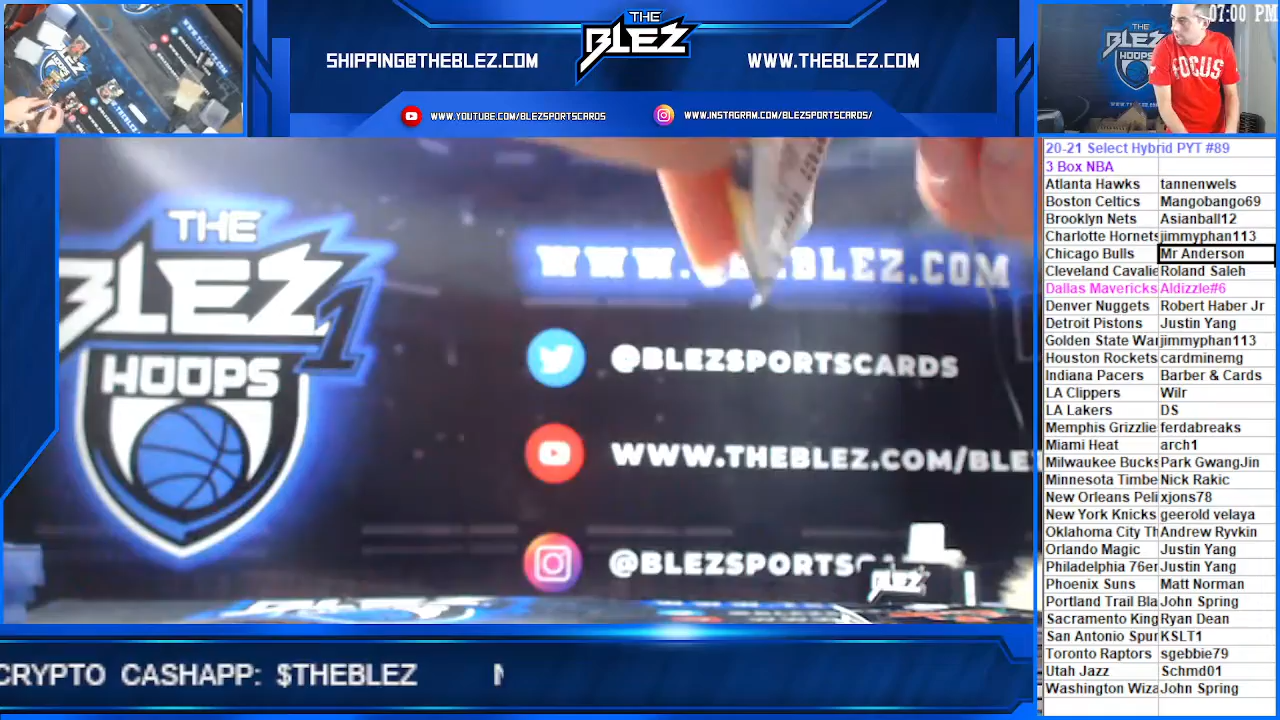 THE
BLEZ
SHIPPING@THEBLEZ.COM
WWW.THEBLEZ.COM
WWW.YOUTUBE.COM/BLEZSPORTSCARDS
WWW.INSTAGRAM.COM/BLEZSPORTSCARDS/
07:00 PM
BLEZ
HOOPS
FOCUS
THE
BLEZ 1
HOOPS
.COM
@BLEZSPORTSCARDS
WWW.THEBLEZ.COM/BLE
@BLEZSPORTSC
BLEZ
CRYPTO CASHAPP: $THEBLEZ
20-21 Select Hybrid PYT #89
3 Box NBA
Atlanta Hawks tannenwels
Boston Celtics Mangobango69
Brooklyn Nets Asianball12
Charlotte Hornets jimmyphan113
Chicago Bulls Mr Anderson
Cleveland Cavalie Roland Saleh
Dallas Mavericks Aldizzle#6
Denver Nuggets Robert Haber Jr
Detroit Pistons Justin Yang
Golden State War jimmyphan113
Houston Rockets cardminemg
Indiana Pacers Barber & Cards
LA Clippers Wilr
LA Lakers DS
Memphis Grizzlie ferdabreaks
Miami Heat arch1
Milwaukee Bucks Park GwangJin
Minnesota Timbe Nick Rakic
New Orleans Peli xjons78
New York Knicks geerold velaya
Oklahoma City Th Andrew Ryvkin
Orlando Magic Justin Yang
Philadelphia 76er Justin Yang
Phoenix Suns Matt Norman
Portland Trail Bla John Spring
Sacramento King Ryan Dean
San Antonio Spur KSLT1
Toronto Raptors sgebbie79
Utah Jazz Schmd01
Washington Wiza John Spring